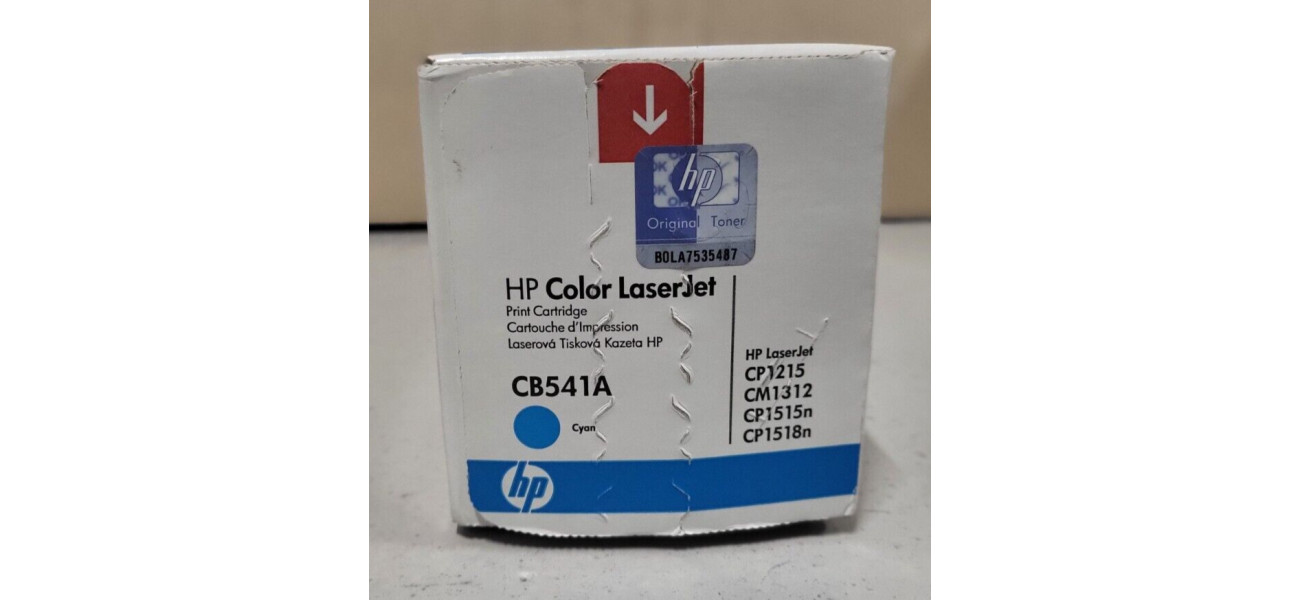 hp
Original Toner
B0LA7535487
HP Color LaserJet
Print Cartridge
Cartouche d'Impression
Laserová Tisková Kazeta HP
CB541A
Cyan
HP LaserJet
CP1215
CM1312
CP1515n
CP1518n
hp